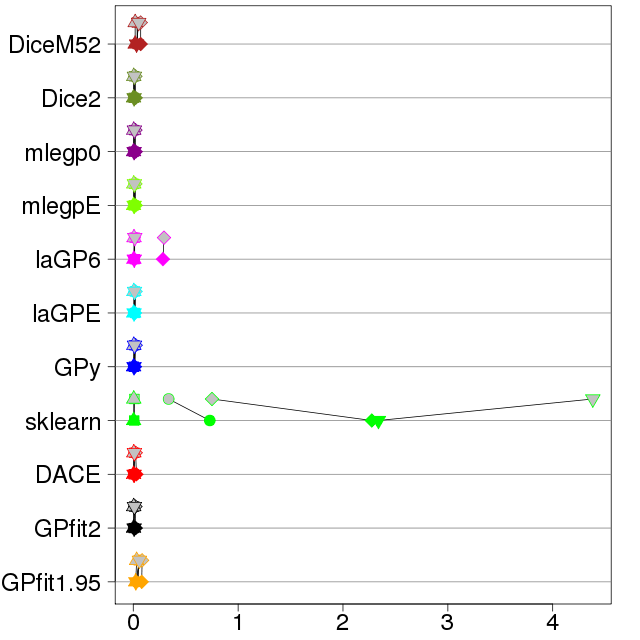 DiceM52
Dice2
mlegp0
mlegpE
laGP6
laGPE
GPy
sklearn
DACE
GPfit2
GPfit1.95
0 1 2 3 4